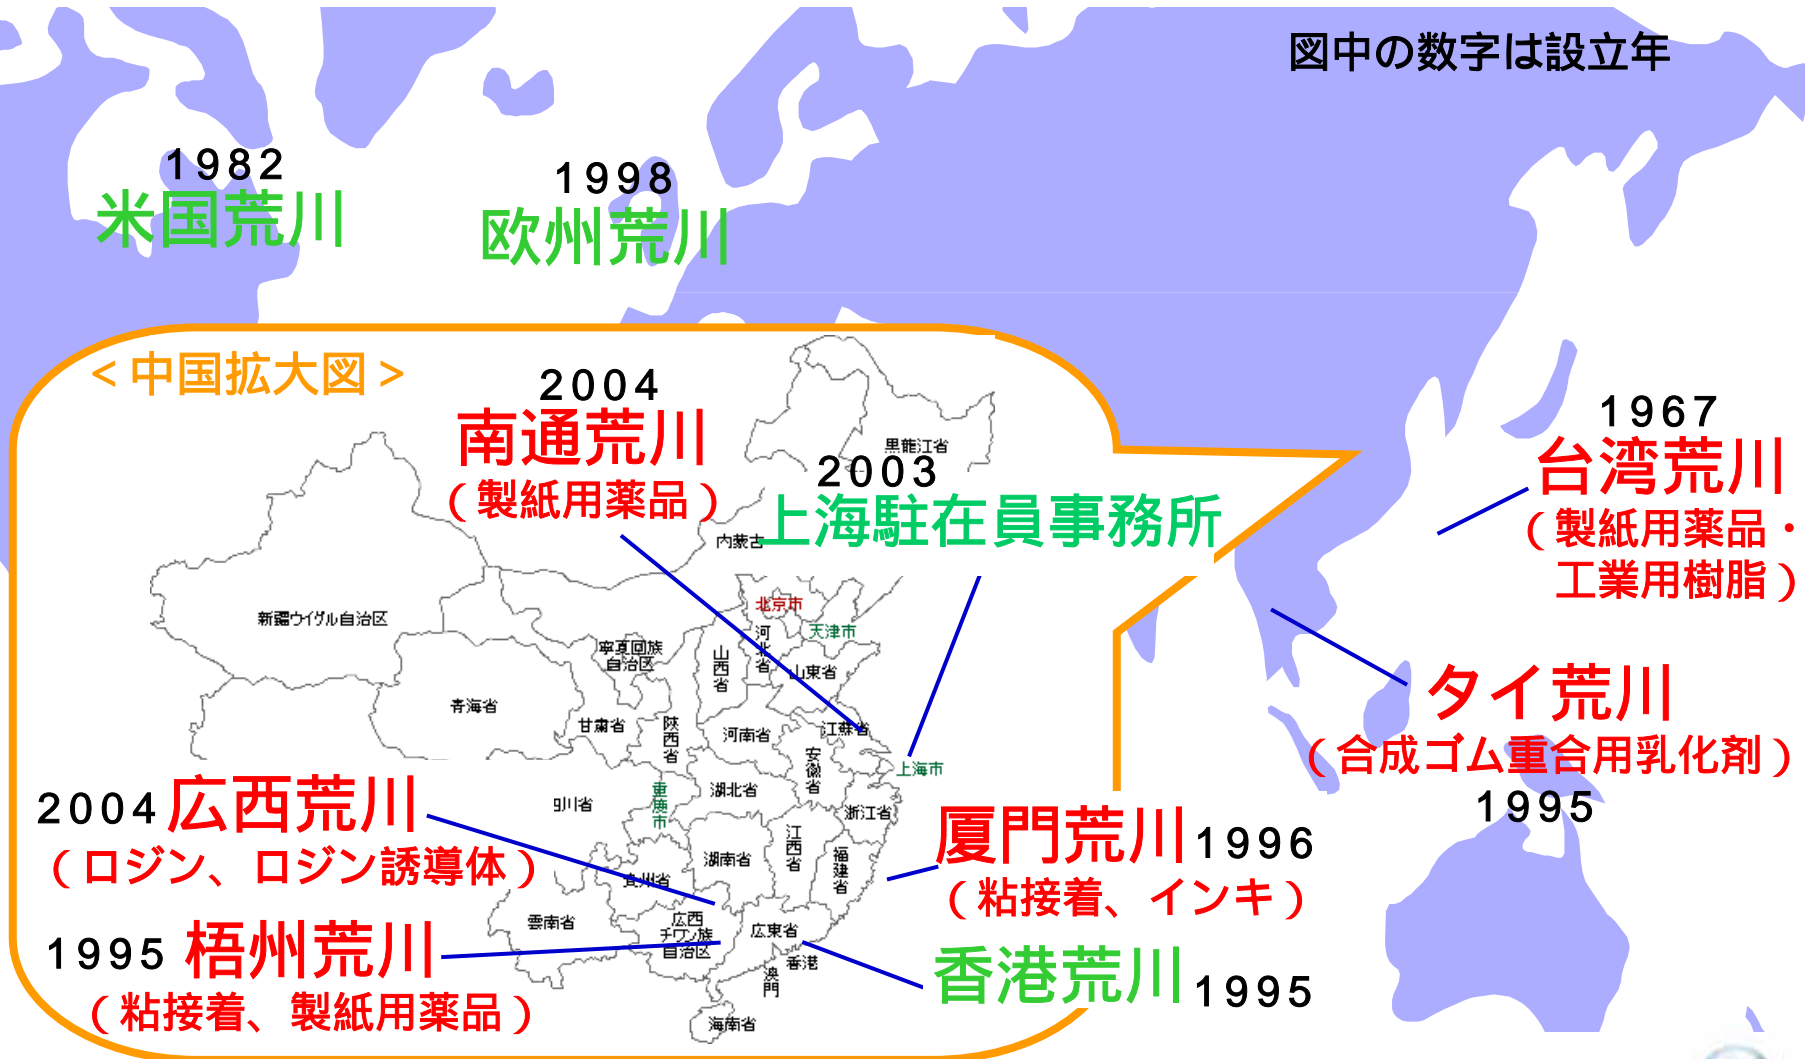 図中の数字は設立年
1982
米国荒川
1998
欧州荒川
<中国拡大図>
2004
南通荒川
(製紙用薬品)
2003
上海駐在員事務所
1967
台湾荒川
(製紙用薬品・
工業用樹脂)
タイ荒川
(合成ゴム重合用乳化剤)
1995
2004 広西荒川
(ロジン、ロジン誘導体)
1995 梧州荒川
(粘接着、製紙用薬品)
厦門荒川 1996
(粘接着、インキ)
香港荒川 1995
黒龍江省
内蒙古
新疆ウイグル自治区
北京市
天津市
河北省
山西省
山東省
寧夏回族
自治区
青海省
甘粛省
陝西省
河南省
江蘇省
安徽省
上海市
湖北省
重慶市
川省
浙江省
江西省
湖南省
福建省
州省
雲南省
広西
チワン族
自治区
広東省
香港
澳門
海南省